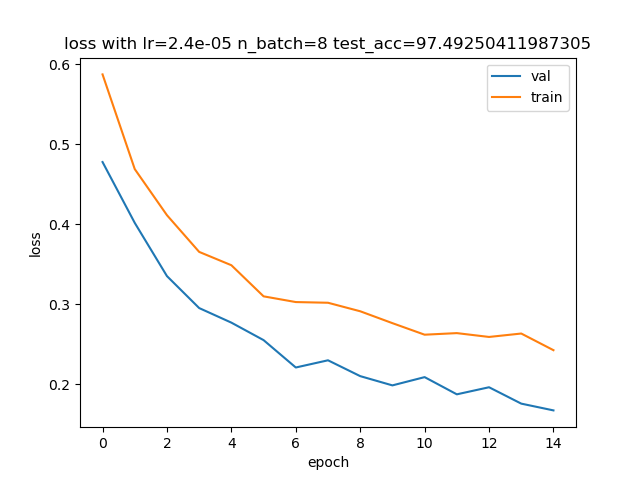 loss with lr=2.4e-05 n_batch=8 test_acc=97.49250411987305
val
train
0.6
0.5
0.4
0.3
0.2
loss
0 2 4 6 8 10 12 14
epoch